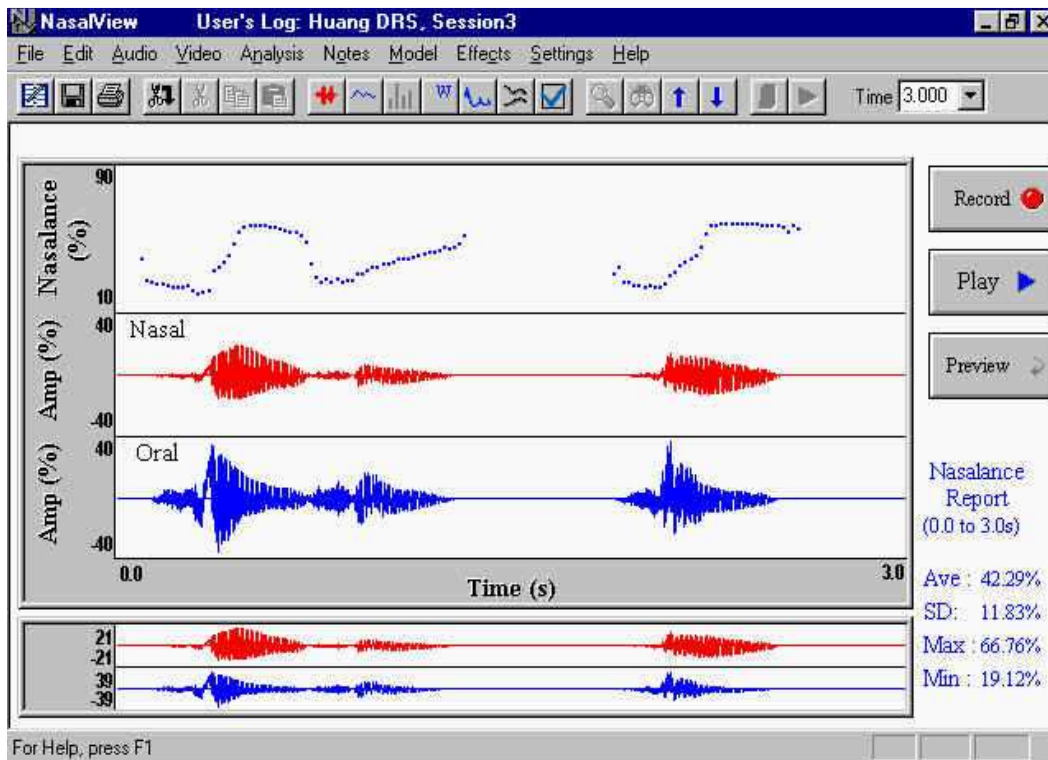 NasalView User's Log: Huang DRS, Session3
File Edit Audio Video Analysis Notes Model Effects Settings Help
Time 3.000
Nasalance (%)
90
10
Record
Play
Preview
Amp (%)
40
-40
Nasal
Amp (%)
40
-40
Oral
0.0 Time (s) 3.0
21
-21
39
-39
Nasalance
Report
(0.0 to 3.0s)
Ave : 42.29%
SD: 11.83%
Max : 66.76%
Min : 19.12%
For Help, press F1